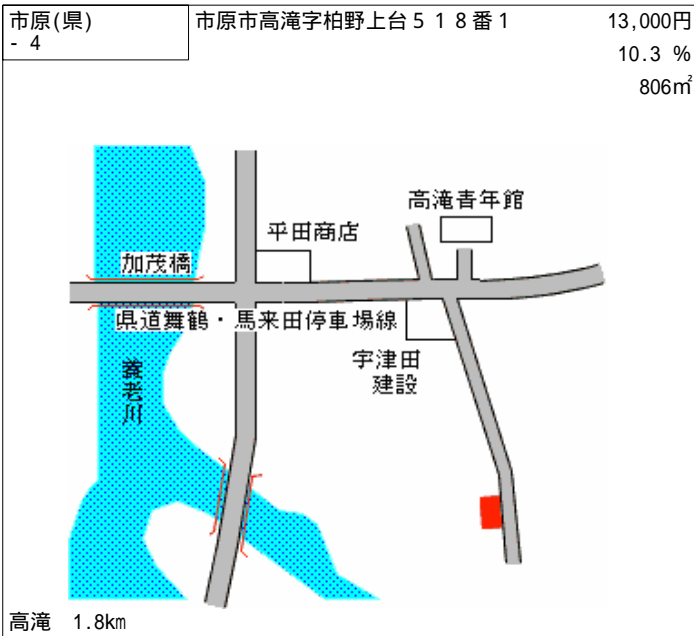 市原(県)
- 4
市原市高滝字柏野上台５１８番１
13,000円
10.3 %
806㎡
高滝青年館
平田商店
加茂橋
県道舞鶴・馬来田停車場線
宇津田
建設
養老川
高滝 1.8km